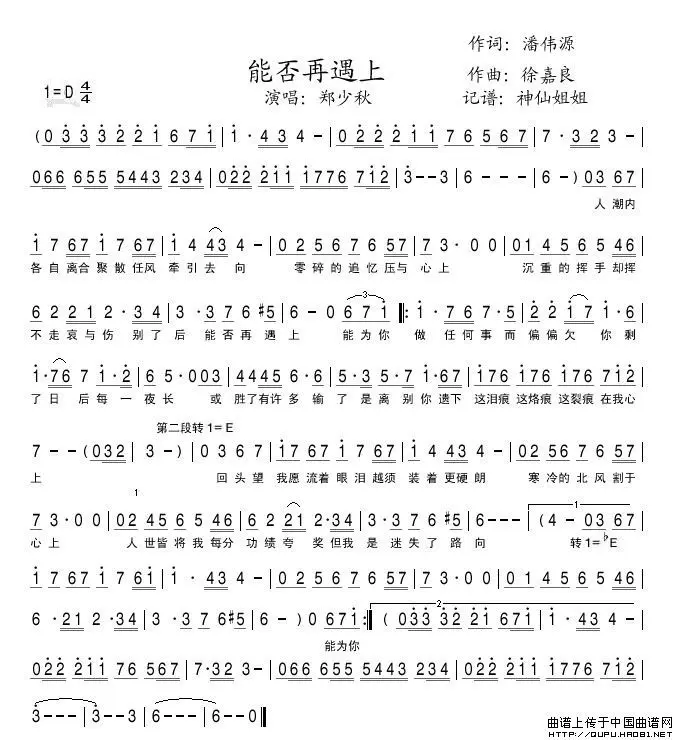 作词：潘伟源
能否再遇上
1=D 4/4
演唱：郑少秋
作曲：徐嘉良
记谱：神仙姐姐
(0 3 3 3 2 2 2 1 6 7 1 | 1· 4 3 4 - | 0 2 2 2 1 2 1 7 6 5 6 7 | 7· 3 2 3 -
0 6 6 6 5 5 5 4 4 3 2 3 4 | 0 2 2 2 1 1 1 7 7 6 7 1 2 | 3 - - 3 | 6 - - - | 6 - ) 0 3 6 7
人 潮内
1 7 6 7 1 7 6 7 | 1 4 4 3 4 - | 0 2 5 6 7 6 5 7 | 7 3· 0 0 | 0 1 4 5 6 5 4 6
各自离合聚散任风 牵引去向 零碎的追忆压与 心上 沉重的挥手却挥
6 2 2 1 2· 3 4 | 3· 3 7 6 #5 | 6 - 0 6 7 1 (3) |: 1· 7 6 7· 5 | 2 2 1 7 1· 6
不走哀与伤 别了后 能否再遇 上 能为你 做 任何事而 偏偏欠 你剩
1· 7 6 7 1· 2 | 6 5· 0 0 5 | 4 4 4 5 6· 6 | 5· 3 5· 7 1· 6 7 | 1 7 6 1 7 6 1 7 6 7 1 2
了日后每一 夜长 或 胜了有许多 输了是离别你遗下 这泪痕这烙痕这裂痕在我心
第二段转1=E
7 - - (0 3 2 | 3 - - ) | 0 3 6 7 | 1 7 6 7 1 7 6 7 | 1 4 3 4 - | 0 2 5 6 7 6 5 7
上 回头望 我愿流着眼泪越须 装着更硬朗 寒冷的北风割于
1
7 3· 0 0 | 0 2 4 5 6 5 4 6 | 6 2 2 1 2· 3 4 | 3· 3 7 6 #5 | 6 - - - | (4 - 0 3 6 7 1
心上 人世皆将我每分 功绩夸奖但我 是 迷失了路 向 转1=bE
1 7 6 7 1 7 6 1 | 1 5· 4 3 4 - | 0 2 5 6 7 6 5 7 | 7 3· 0 0 | 0 1 4 5 6 5 4 6
6 · 2 1 2· 3 4 | 3· 3 7 6 #5 | 6 - ) 0 6 7 1 :| 2 ( 0 3 3 3 2 2 1 6 7 1 | 1· 4 3 4 -
能为你
0 2 2 2 1 1 7 6 5 6 7 | 7· 3 2 3 - | 0 6 6 6 5 5 5 4 4 3 2 3 4 | 0 2 2 2 1 1 1 7 7 6 7 1 2
3 - - - | 3 - - 3 | 6 - - - | 6 - 0 ||
曲谱上传于中国曲谱网
HTTP://QUPU.HAO81.NET